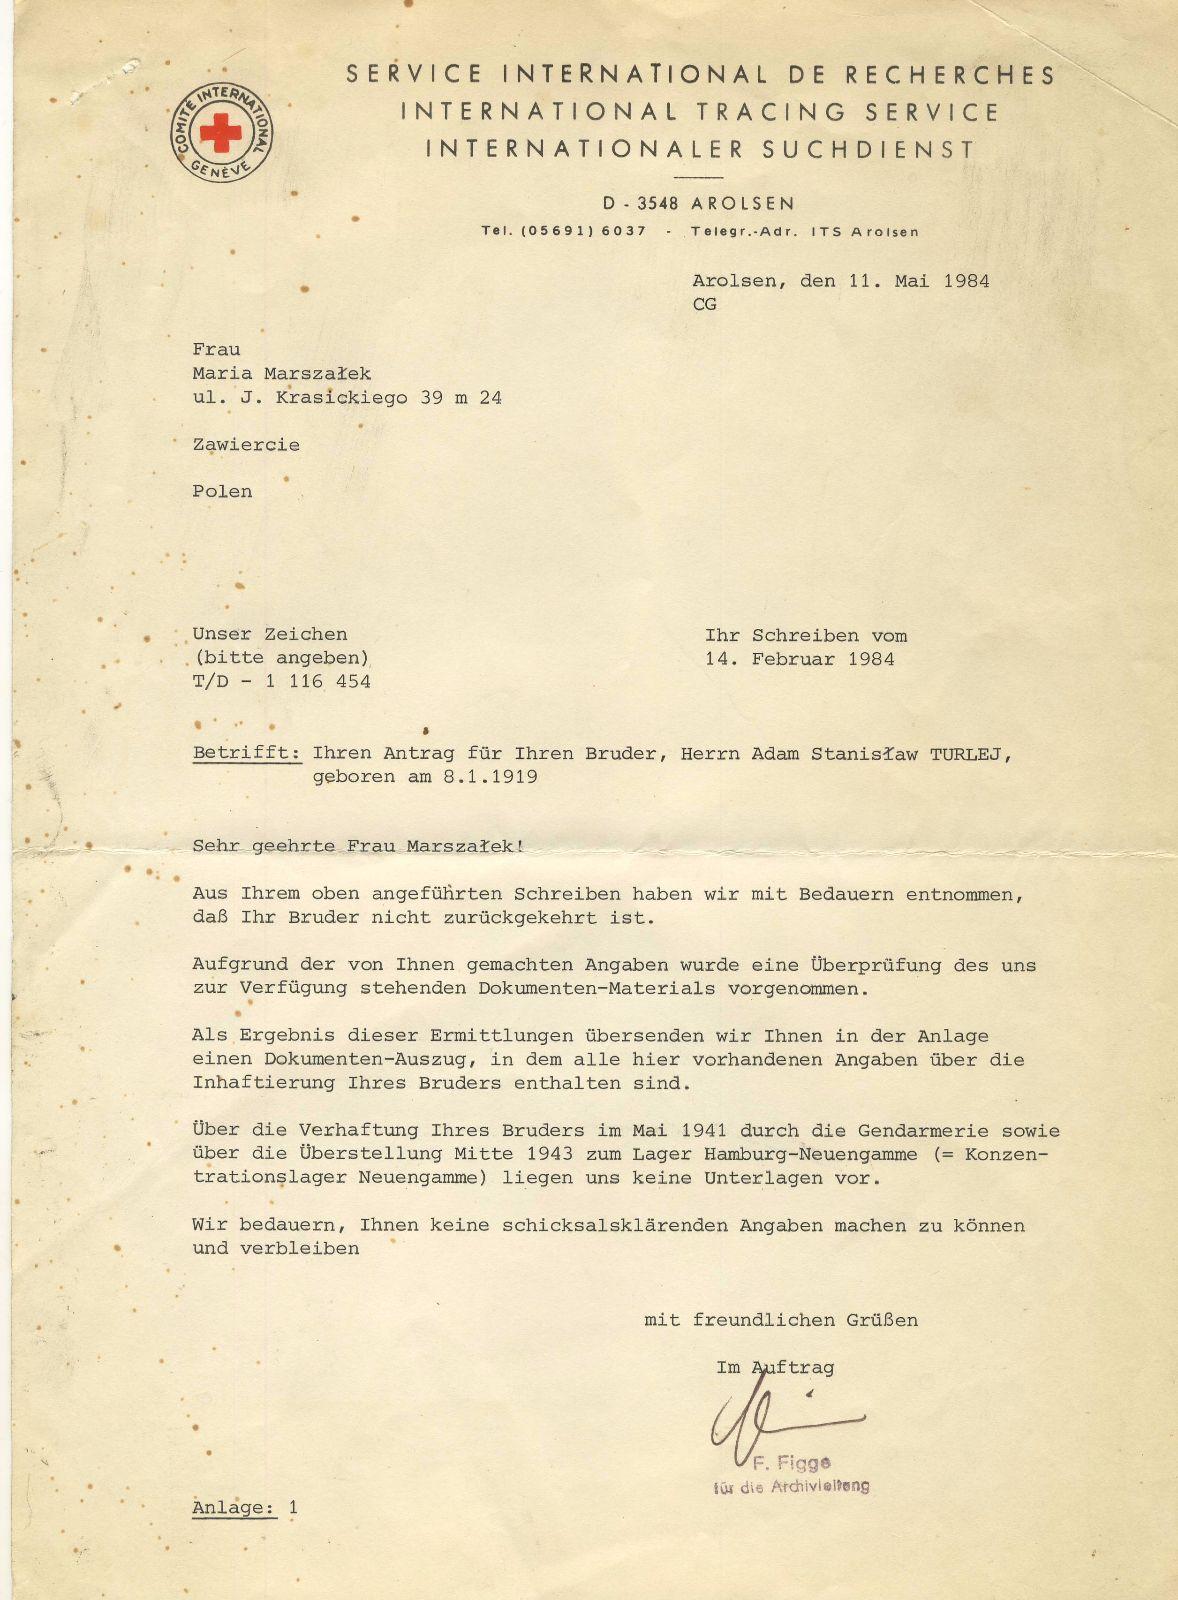 COMITÉ INTERNATIONAL GENÈVE
SERVICE INTERNATIONAL DE RECHERCHES
INTERNATIONAL TRACING SERVICE
INTERNATIONALER SUCHDIENST
D - 3548 AROLSEN
Tel. (05691) 6037 - Telegr.-Adr. ITS Arolsen
Arolsen, den 11. Mai 1984
CG
Frau
Maria Marszałek
ul. J. Krasickiego 39 m 24
Zawiercie
Polen
Unser Zeichen
(bitte angeben)
T/D - 1 116 454
Ihr Schreiben vom
14. Februar 1984
Betrifft: Ihren Antrag für Ihren Bruder, Herrn Adam Stanisław TURLEJ,
geboren am 8.1.1919
Sehr geehrte Frau Marszałek!
Aus Ihrem oben angeführten Schreiben haben wir mit Bedauern entnommen,
daß Ihr Bruder nicht zurückgekehrt ist.
Aufgrund der von Ihnen gemachten Angaben wurde eine Überprüfung des uns
zur Verfügung stehenden Dokumenten-Materials vorgenommen.
Als Ergebnis dieser Ermittlungen übersenden wir Ihnen in der Anlage
einen Dokumenten-Auszug, in dem alle hier vorhandenen Angaben über die
Inhaftierung Ihres Bruders enthalten sind.
Über die Verhaftung Ihres Bruders im Mai 1941 durch die Gendarmerie sowie
über die Überstellung Mitte 1943 zum Lager Hamburg-Neuengamme (= Konzen-
trationslager Neuengamme) liegen uns keine Unterlagen vor.
Wir bedauern, Ihnen keine schicksalsklärenden Angaben machen zu können
und verbleiben
mit freundlichen Grüßen
Im Auftrag
F. Figge
für die Archivleitung
Anlage: 1